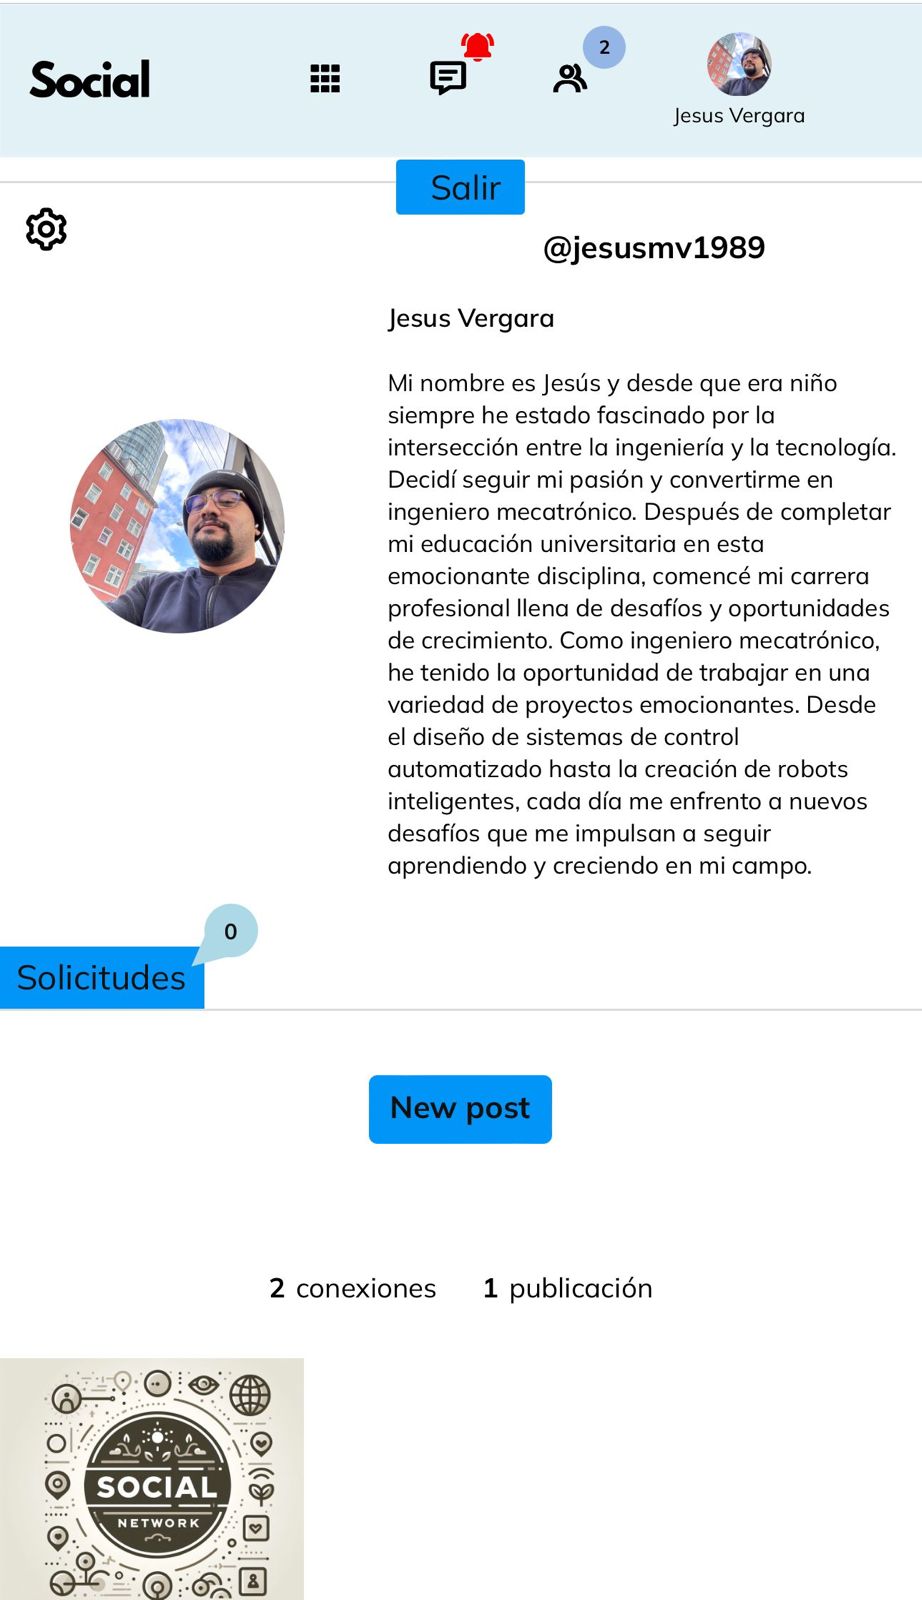 Social
2
Jesus Vergara
Salir
@jesusmv1989
Jesus Vergara
Mi nombre es Jesús y desde que era niño
siempre he estado fascinado por la
intersección entre la ingeniería y la tecnología.
Decidí seguir mi pasión y convertirme en
ingeniero mecatrónico. Después de completar
mi educación universitaria en esta
emocionante disciplina, comencé mi carrera
profesional llena de desafíos y oportunidades
de crecimiento. Como ingeniero mecatrónico,
he tenido la oportunidad de trabajar en una
variedad de proyectos emocionantes. Desde
el diseño de sistemas de control
automatizado hasta la creación de robots
inteligentes, cada día me enfrento a nuevos
desafíos que me impulsan a seguir
aprendiendo y creciendo en mi campo.
0
Solicitudes
New post
2 conexiones 1 publicación
SOCIAL
NETWORK